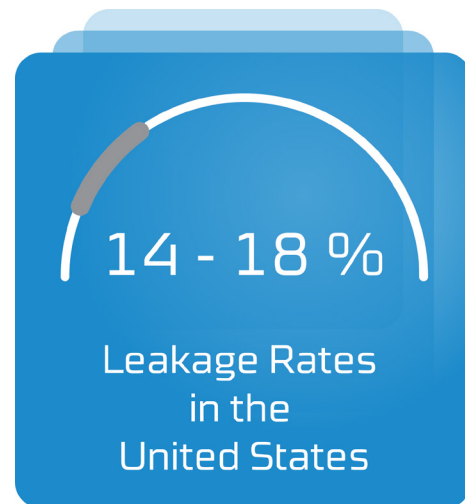 14 - 18 %
Leakage Rates
in the
United States